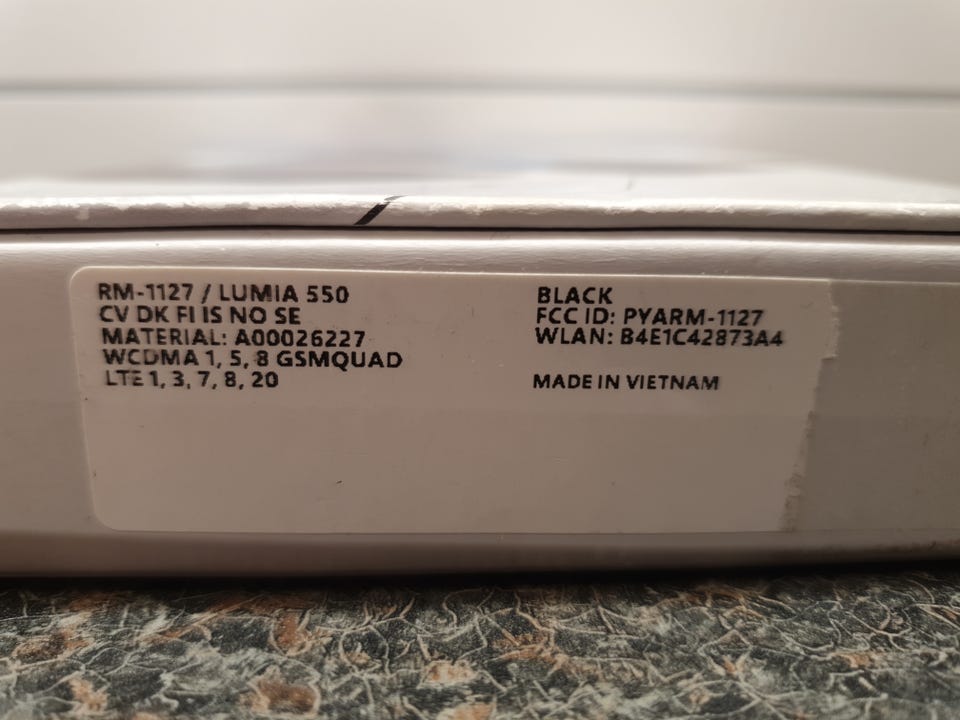 RM-1127 / LUMIA 550
CV DK FI IS NO SE
MATERIAL: A00026227
WCDMA 1, 5, 8 GSMQUAD
LTE 1, 3, 7, 8, 20
BLACK
FCC ID: PYARM-1127
WLAN: B4E1C42873A4
MADE IN VIETNAM